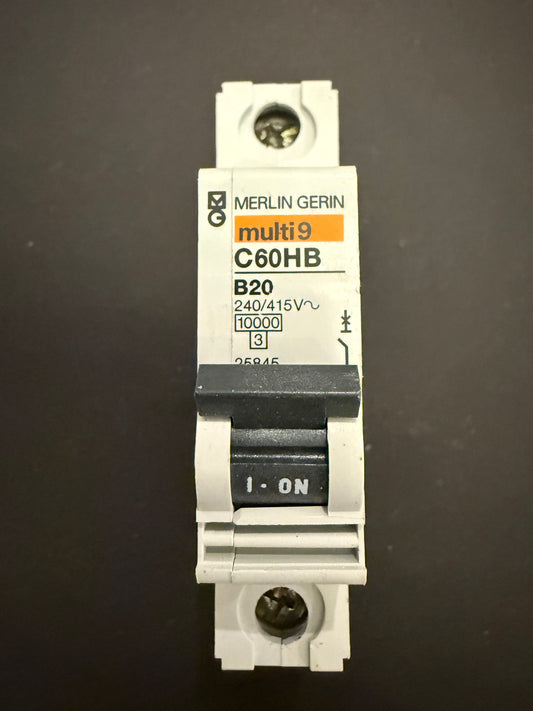 MERLIN GERIN
multi9
C60HB
B20
240/415V~
10000
3
25845
I - ON